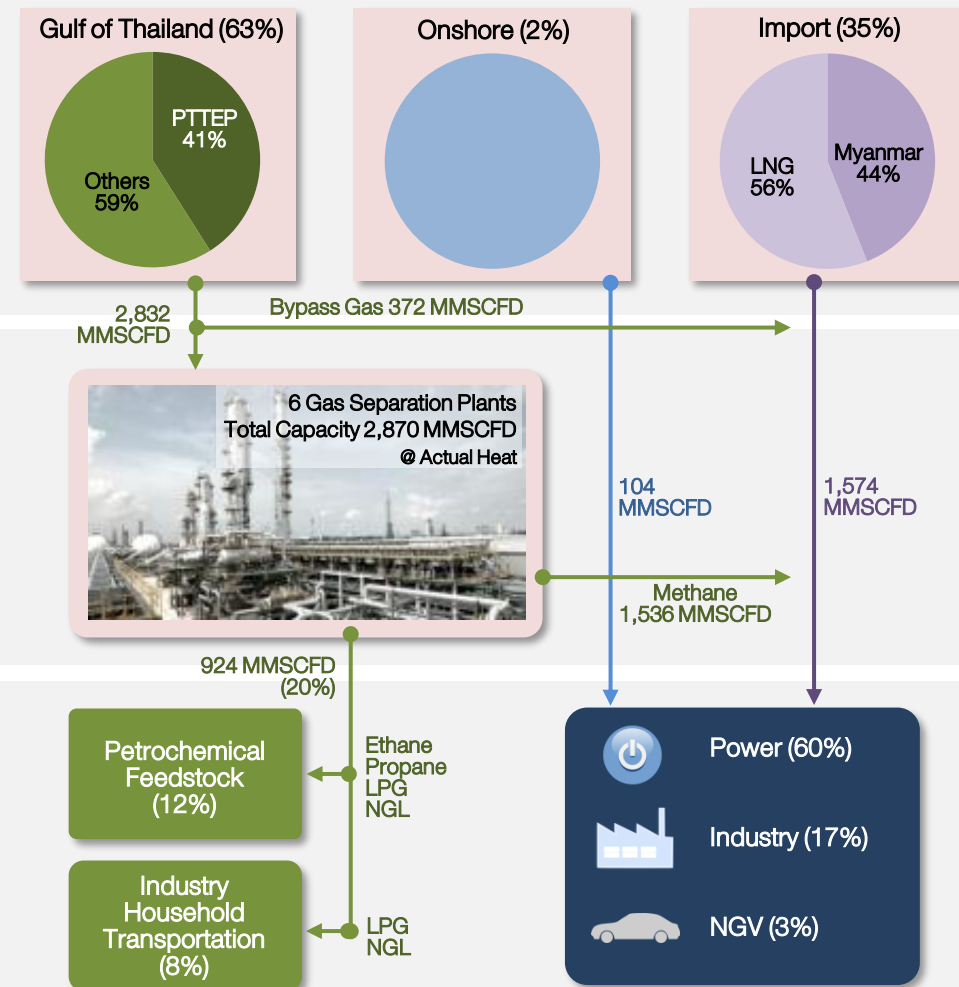 Gulf of Thailand (63%)
PTTEP
41%
Others
59%
Onshore (2%)
Import (35%)
LNG
56%
Myanmar
44%
2,832
MMSCFD
Bypass Gas 372 MMSCFD
6 Gas Separation Plants
Total Capacity 2,870 MMSCFD
@ Actual Heat
104
MMSCFD
1,574
MMSCFD
Methane
1,536 MMSCFD
924 MMSCFD
(20%)
Petrochemical
Feedstock
(12%)
Ethane
Propane
LPG
NGL
Industry
Household
Transportation
(8%)
LPG
NGL
Power (60%)
Industry (17%)
NGV (3%)